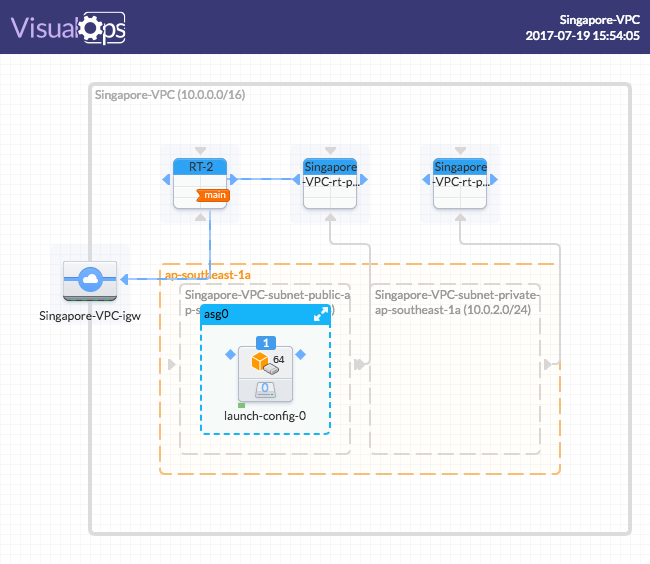 VisualOps
Singapore-VPC
2017-07-19 15:54:05
Singapore-VPC (10.0.0.0/16)
RT-2
main
Singapore
-VPC-rt-p...
Singapore
-VPC-rt-p...
ap-southeast-1a
Singapore-VPC-igw
Singapore-VPC-subnet-public-a
p-s
)
Singapore-VPC-subnet-private-
ap-southeast-1a (10.0.2.0/24)
asg0
1
64
0
launch-config-0